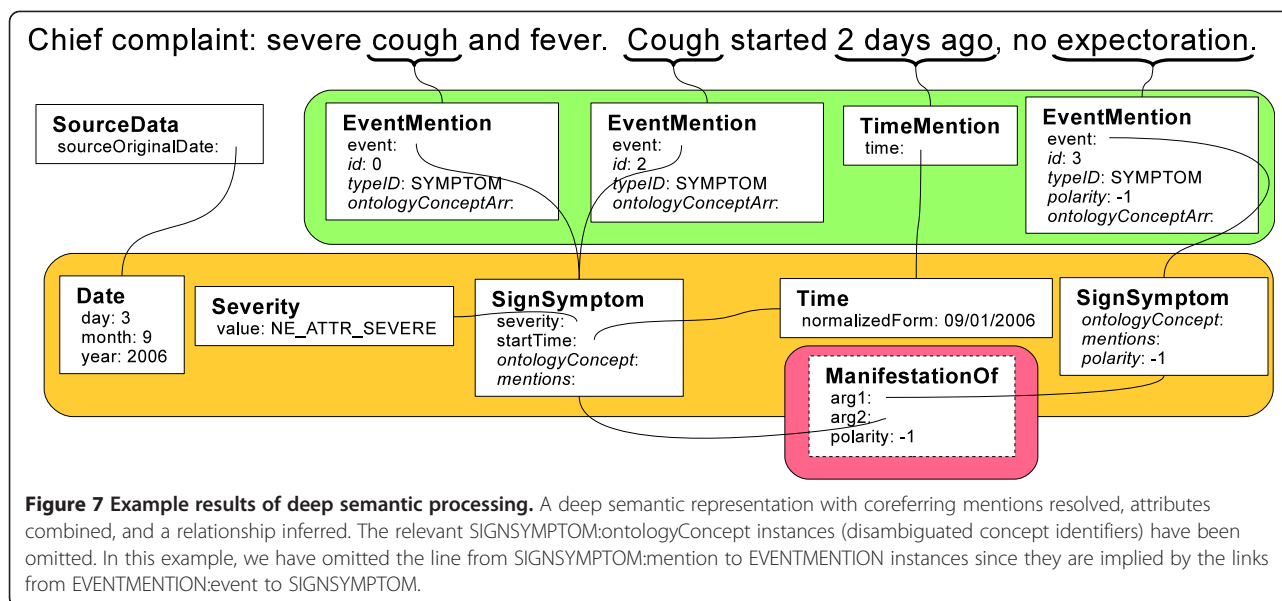 Chief complaint: severe cough and fever. Cough started 2 days ago, no expectoration.
SourceData
sourceOriginalDate:
EventMention
event:
id: 0
typeID: SYMPTOM
ontologyConceptArr:
EventMention
event:
id: 2
typeID: SYMPTOM
ontologyConceptArr:
TimeMention
time:
EventMention
event:
id: 3
typeID: SYMPTOM
polarity: -1
ontologyConceptArr:
Date
day: 3
month: 9
year: 2006
Severity
value: NE_ATTR_SEVERE
SignSymptom
severity:
startTime:
ontologyConcept:
mentions:
Time
normalizedForm: 09/01/2006
SignSymptom
ontologyConcept:
mentions:
polarity: -1
ManifestationOf
arg1:
arg2:
polarity: -1
Figure 7 Example results of deep semantic processing. A deep semantic representation with coreferring mentions resolved, attributes
combined, and a relationship inferred. The relevant SIGNSYMPTOM:ontologyConcept instances (disambiguated concept identifiers) have been
omitted. In this example, we have omitted the line from SIGNSYMPTOM:mention to EVENTMENTION instances since they are implied by the links
from EVENTMENTION:event to SIGNSYMPTOM.